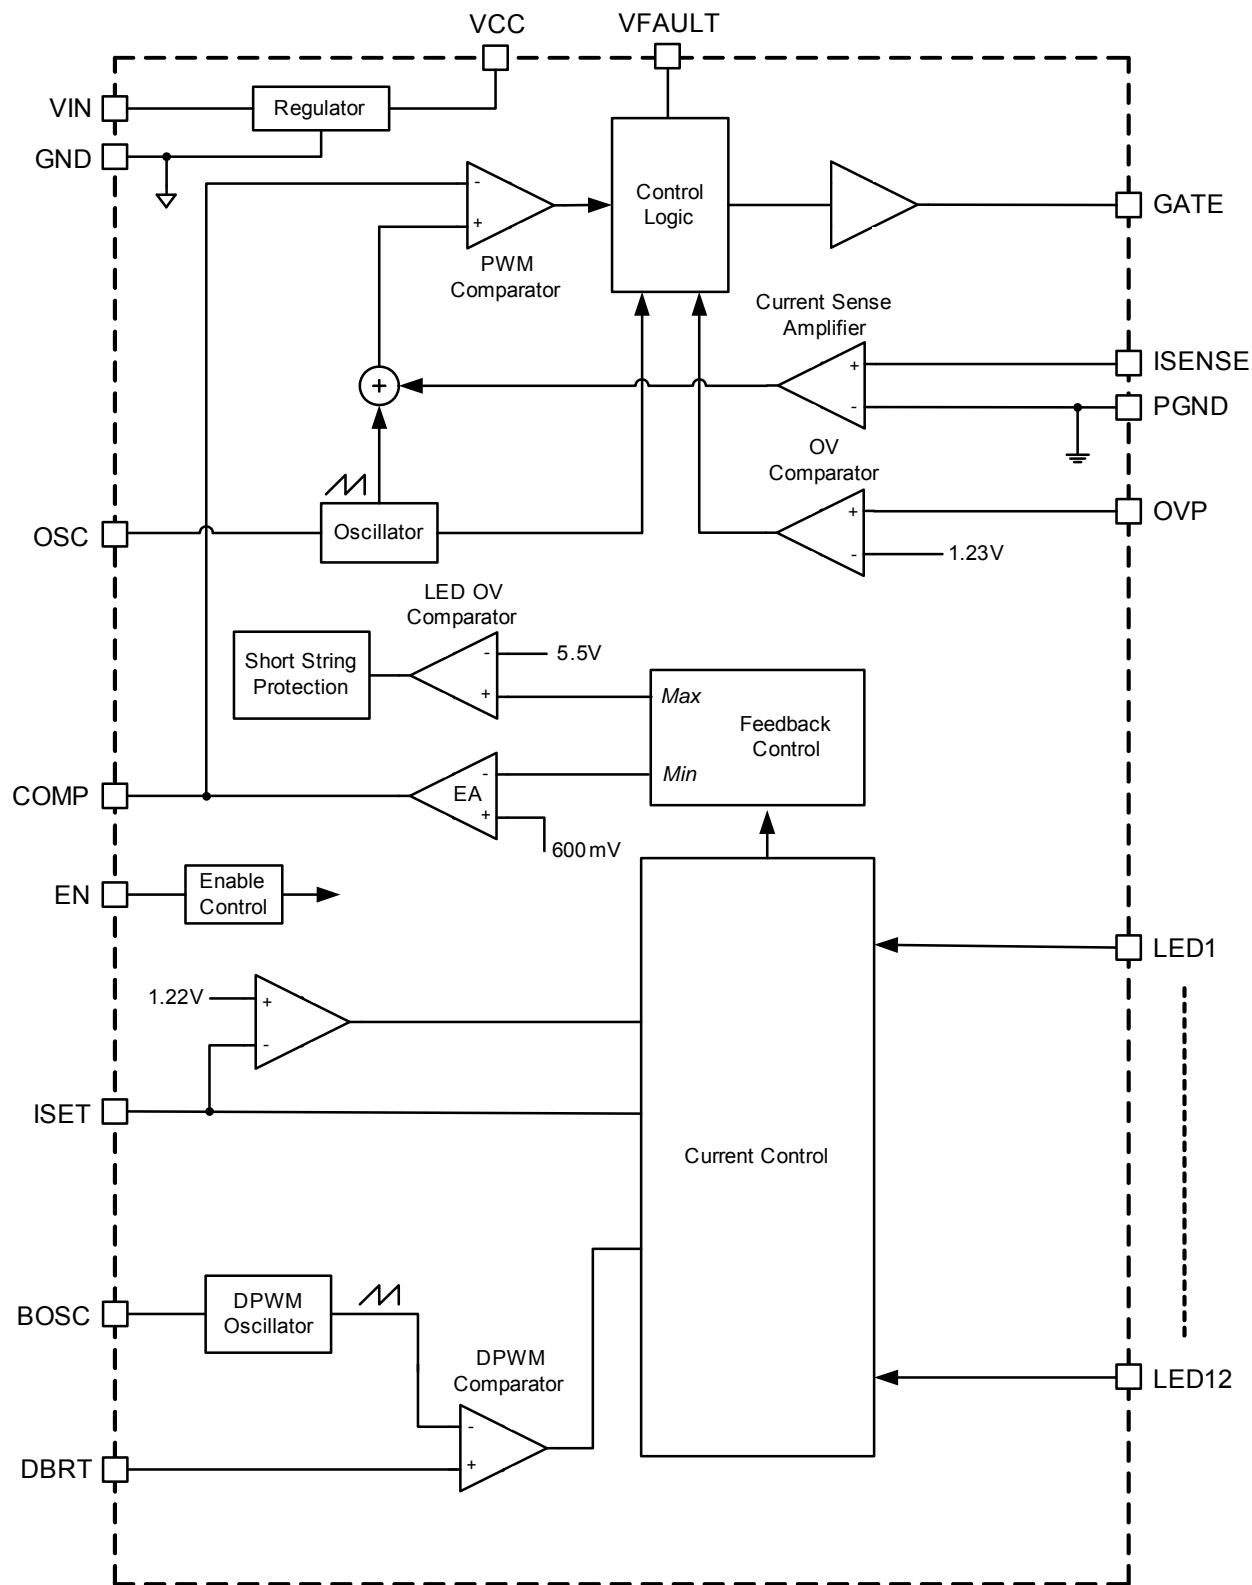 VCC
VFAULT
VIN
Regulator
GND
-
+
PWM
Comparator
Control
Logic
GATE
Current Sense
Amplifier
+
-
ISENSE
PGND
+
OV
Comparator
+
-
1.23V
OVP
OSC
Oscillator
LED OV
Comparator
Short String
Protection
-
+
5.5V
Max
Feedback
Control
Min
COMP
EA
-
+
600mV
EN
Enable
Control
LED1
1.22V
+
-
ISET
Current Control
BOSC
DPWM
Oscillator
DPWM
Comparator
-
+
LED12
DBRT